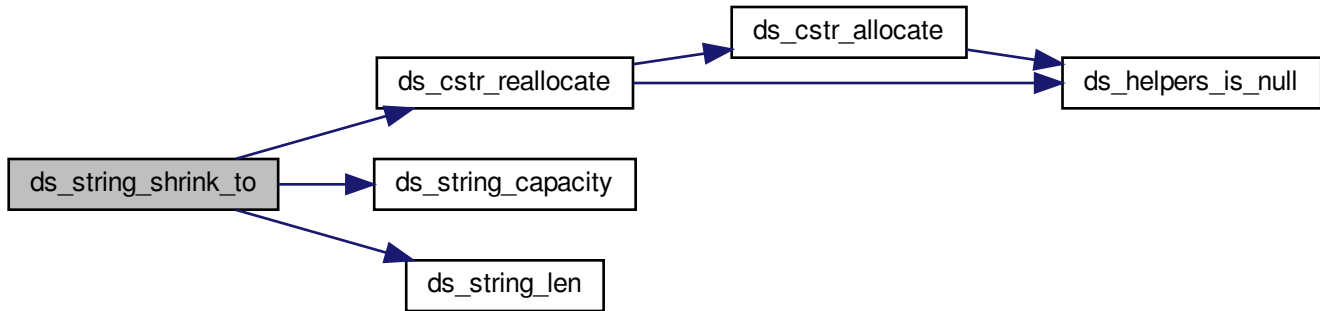 ds_cstr_allocate
ds_cstr_reallocate
ds_helpers_is_null
ds_string_shrink_to
ds_string_capacity
ds_string_len